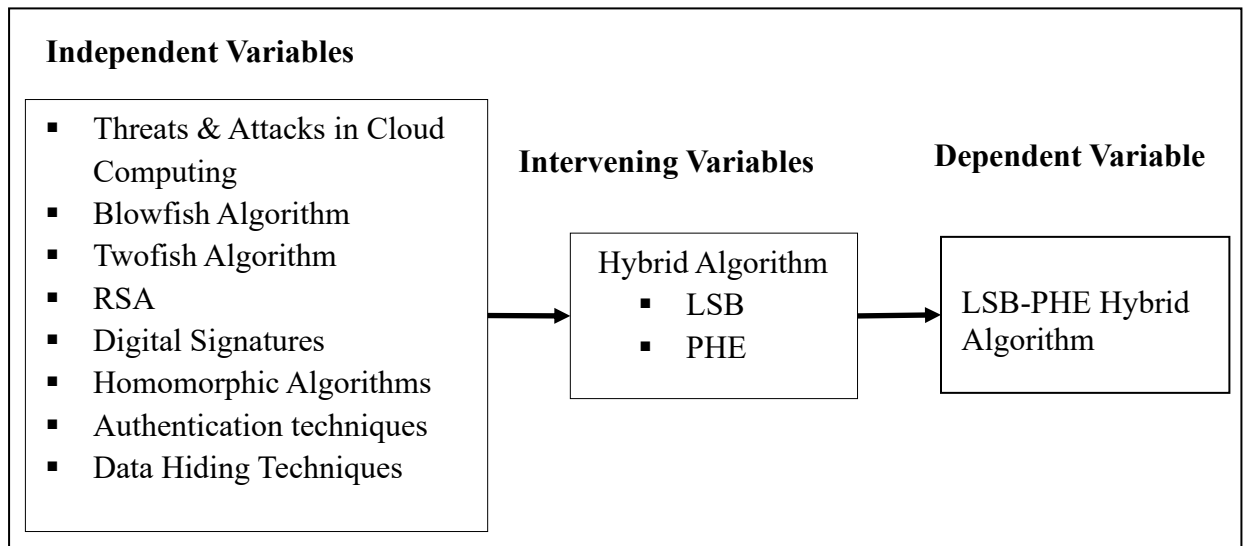 Independent Variables
▪ Threats & Attacks in Cloud
Computing
▪ Blowfish Algorithm
▪ Twofish Algorithm
▪ RSA
▪ Digital Signatures
▪ Homomorphic Algorithms
▪ Authentication techniques
▪ Data Hiding Techniques
Intervening Variables
Hybrid Algorithm
▪ LSB
▪ PHE
Dependent Variable
LSB-PHE Hybrid
Algorithm